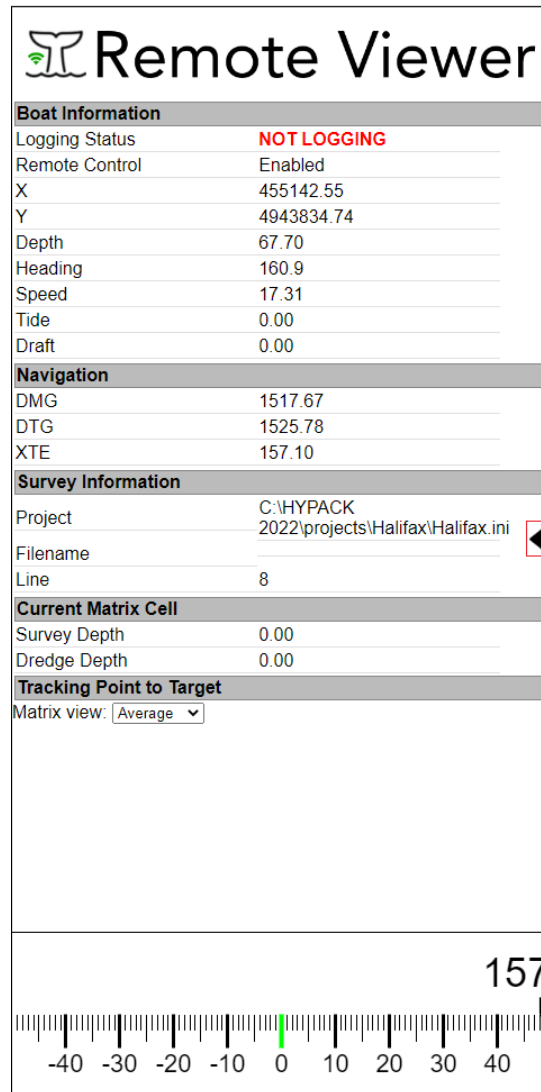 Remote Viewer
Boat Information
Logging Status NOT LOGGING
Remote Control Enabled
X 455142.55
Y 4943834.74
Depth 67.70
Heading 160.9
Speed 17.31
Tide 0.00
Draft 0.00
Navigation
DMG 1517.67
DTG 1525.78
XTE 157.10
Survey Information
Project C:\HYPACK
2022\projects\Halifax\Halifax.ini
Filename
Line 8
Current Matrix Cell
Survey Depth 0.00
Dredge Depth 0.00
Tracking Point to Target
Matrix view: Average
157
-40 -30 -20 -10 0 10 20 30 40